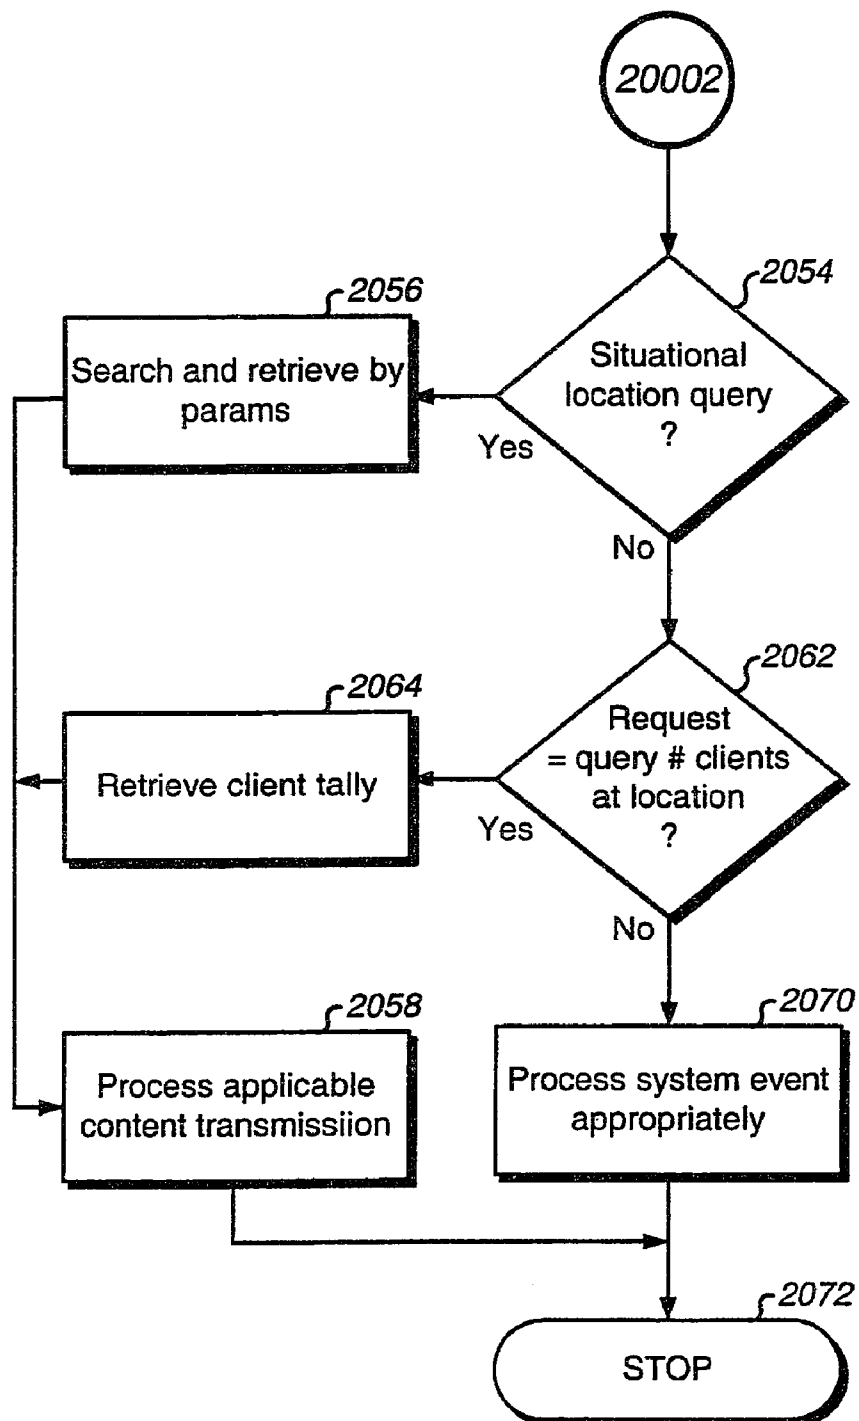 20002
2054
Situational
location query
?
Yes
No
2056
Search and retrieve by
params
2062
Request
= query # clients
at location
?
Yes
No
2064
Retrieve client tally
2058
Process applicable
content transmissiion
2070
Process system event
appropriately
2072
STOP